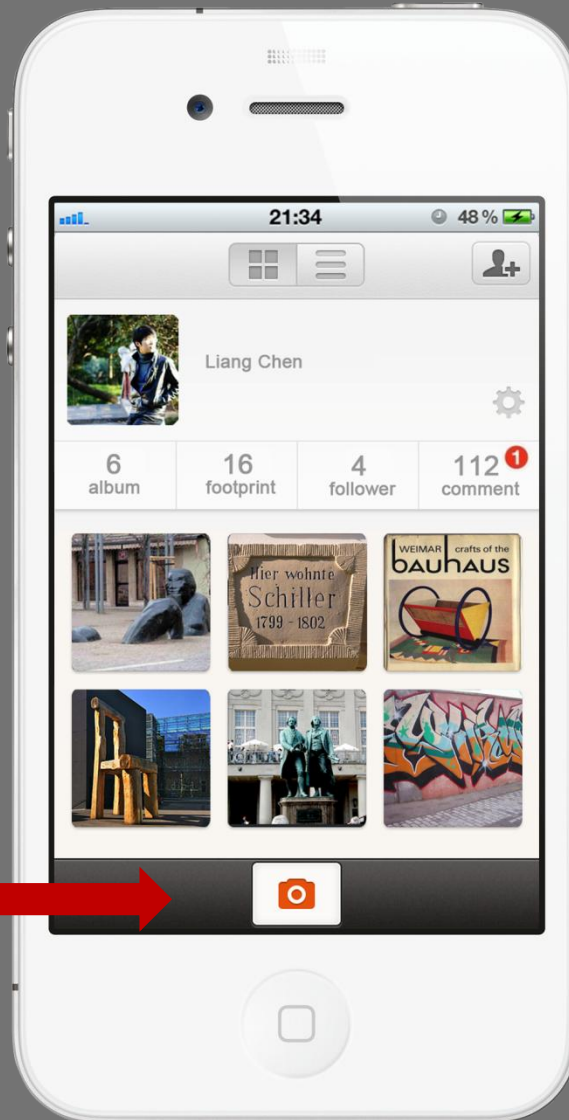 21:34
48%
Liang Chen
6
album
16
footprint
4
follower
112
comment
1
Hier wohnte
Schiller
1799 - 1802
WEIMAR crafts of the
bauhaus